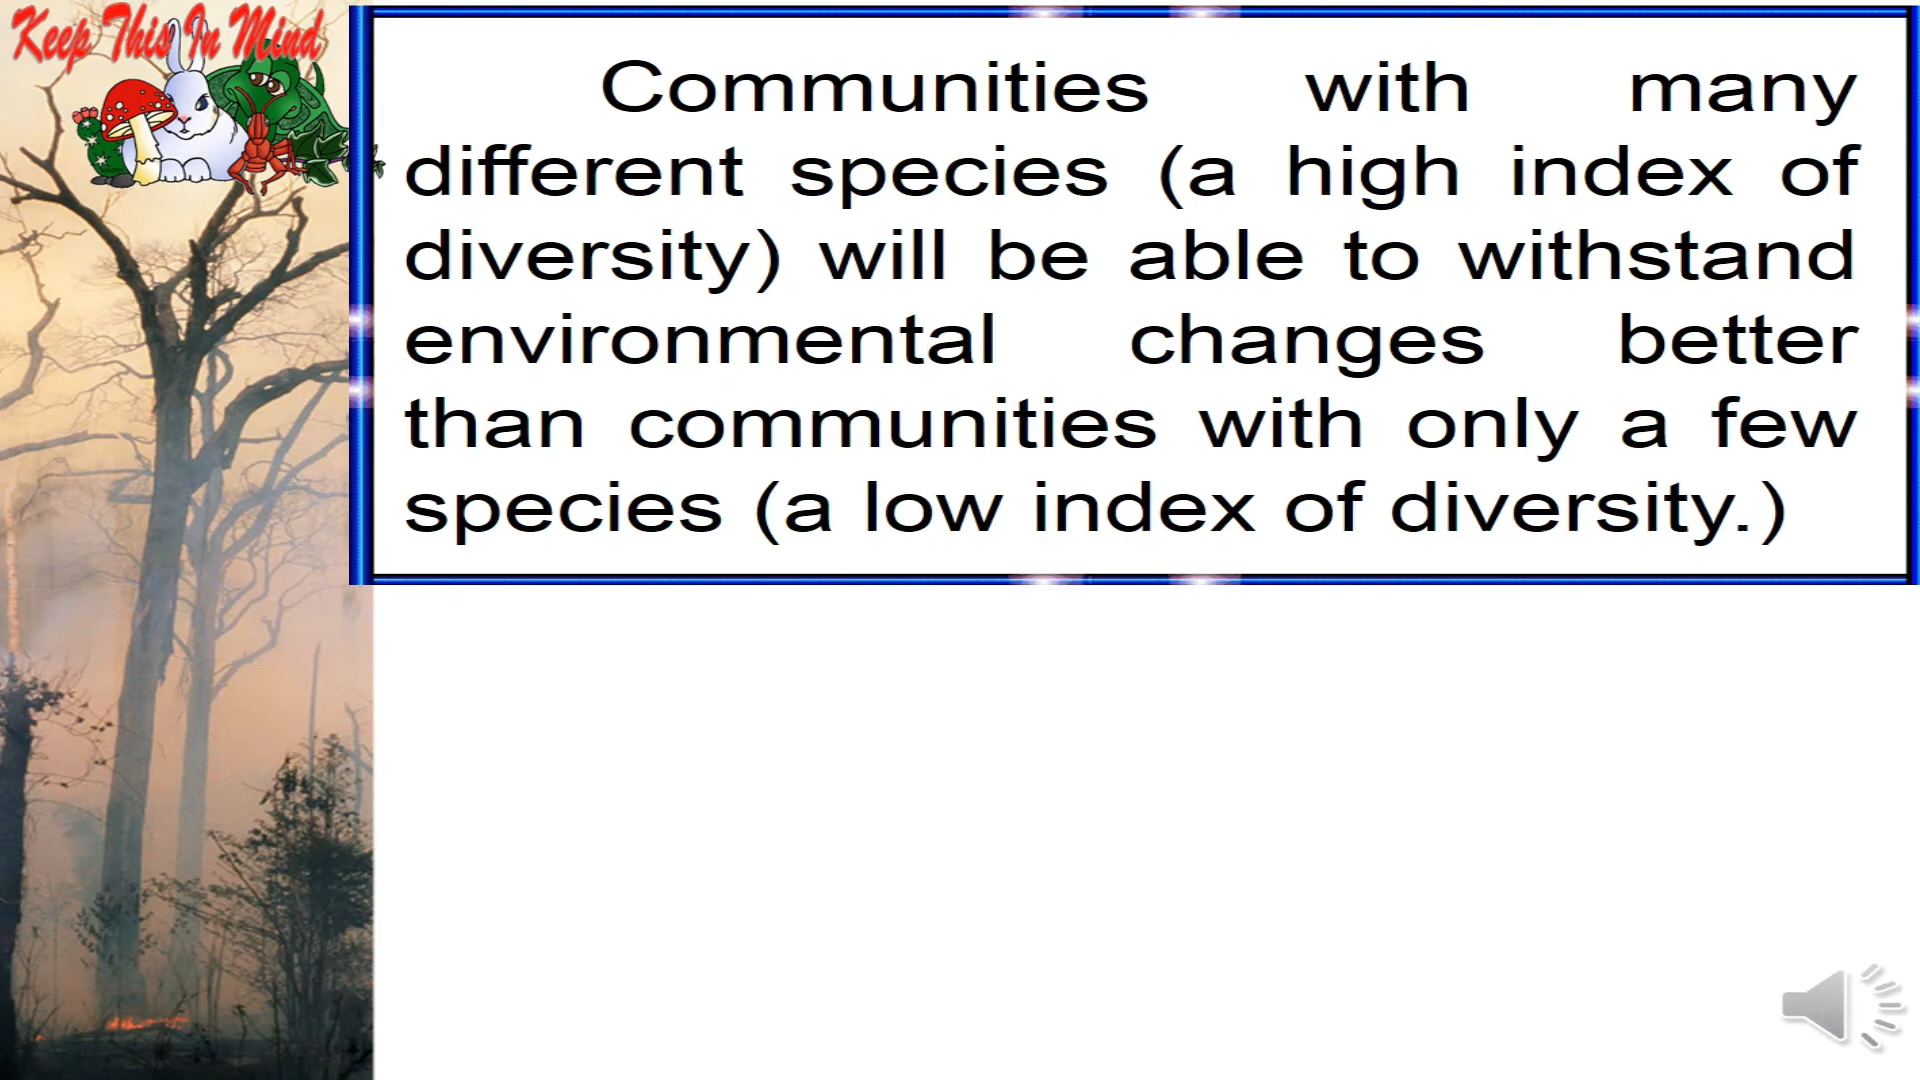 Keep This In Mind
Communities with many
different species (a high index of
diversity) will be able to withstand
environmental changes better
than communities with only a few
species (a low index of diversity.)